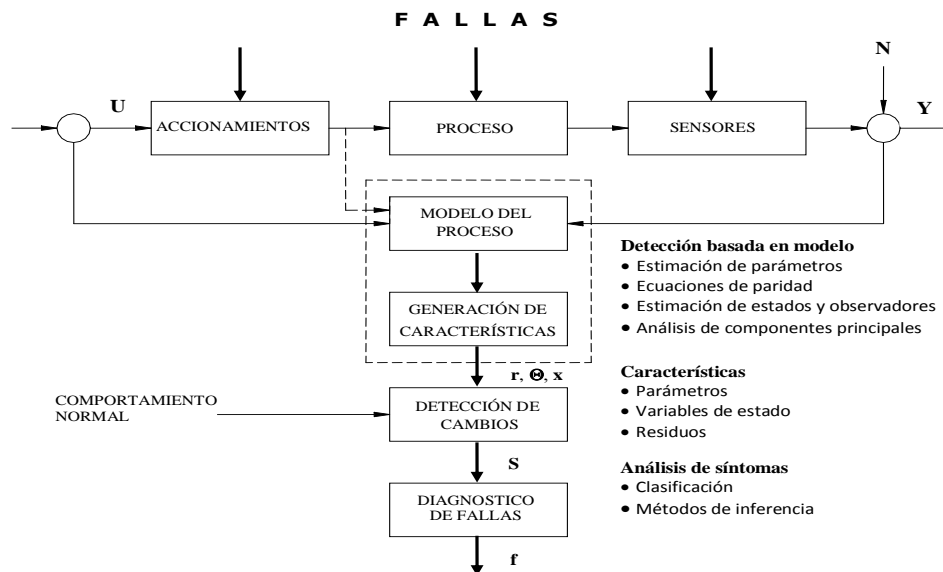 F A L L A S
N
U
Y
ACCIONAMIENTOS
PROCESO
SENSORES
MODELO DEL
PROCESO
GENERACIÓN DE
CARACTERÍSTÍCAS
r, Θ, x
COMPORTAMIENTO
NORMAL
DETECCIÓN DE
CAMBIOS
S
DIAGNOSTICO
DE FALLAS
f
Detección basada en modelo
• Estimación de parámetros
• Ecuaciones de paridad
• Estimación de estados y observadores
• Análisis de componentes principales
Características
• Parámetros
• Variables de estado
• Residuos
Análisis de síntomas
• Clasificación
• Métodos de inferencia